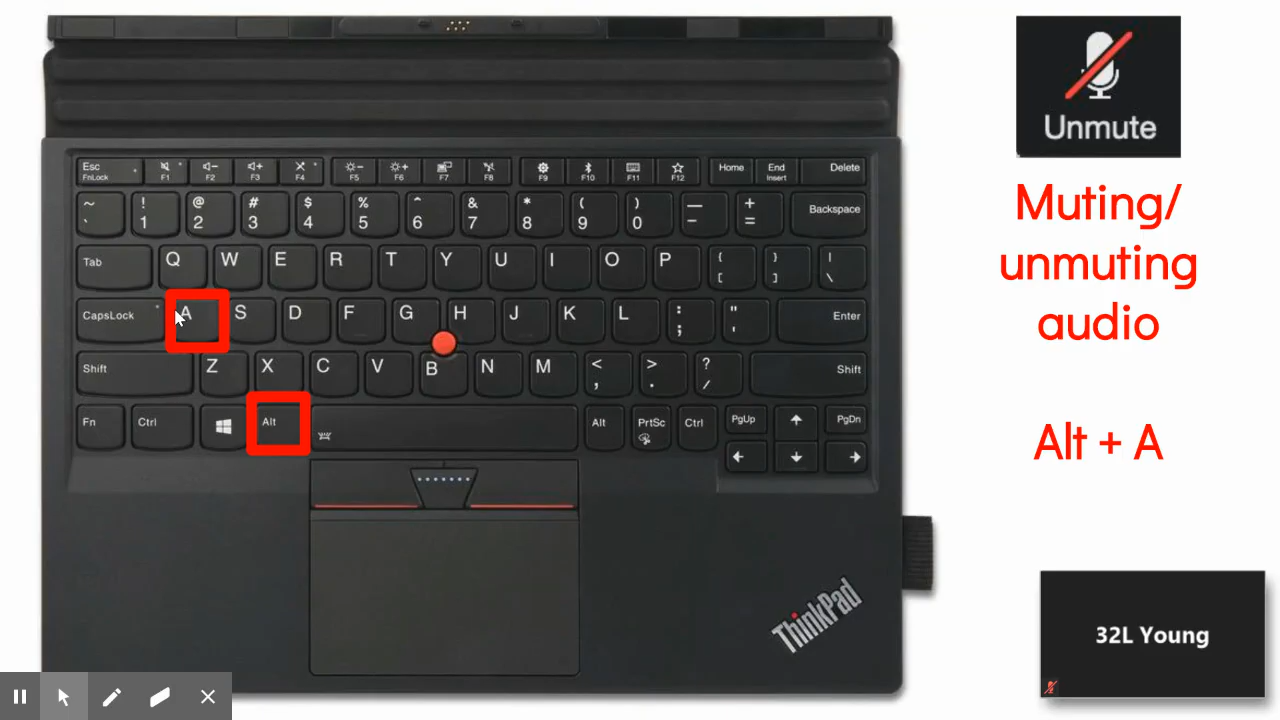 Unmute
Muting/
unmuting
audio
Alt + A
32L Young
Esc FnLock F1 F2 F3 F4 F5 F6 F7 F8 F9 F10 F11 F12 Home End Insert Delete
~ ` ! 1 @ 2 # 3 $ 4 % 5 ^ 6 & 7 * 8 ( 9 ) 0 — - + = Backspace
Tab Q W E R T Y U I O P { [ } ] | \
CapsLock A S D F G H J K L : ; " ' Enter
Shift Z X C V B N M < , > . ? / Shift
Fn Ctrl Alt Alt PrtSc Ctrl PgUp PgDn
ThinkPad